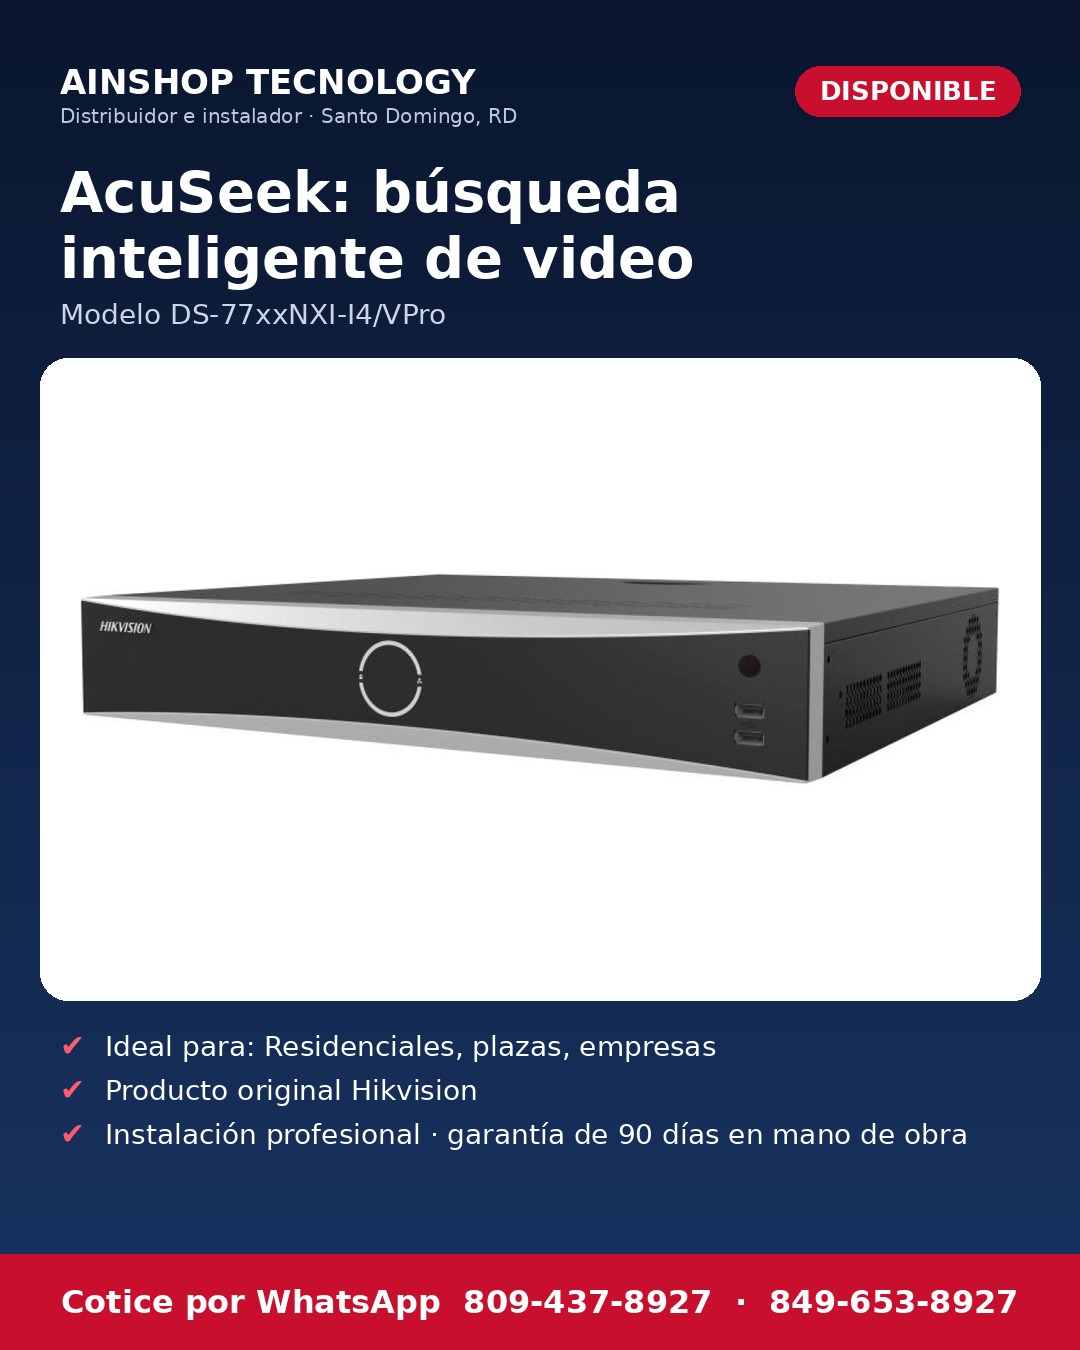 AINSHOP TECNOLOGY
DISPONIBLE
Distribuidor e instalador · Santo Domingo, RD
AcuSeek: búsqueda
inteligente de video
Modelo DS-77xxNXI-I4/VPro
HIKVISION
✔ Ideal para: Residenciales, plazas, empresas
✔ Producto original Hikvision
✔ Instalación profesional · garantía de 90 días en mano de obra
Cotice por WhatsApp 809-437-8927 · 849-653-8927